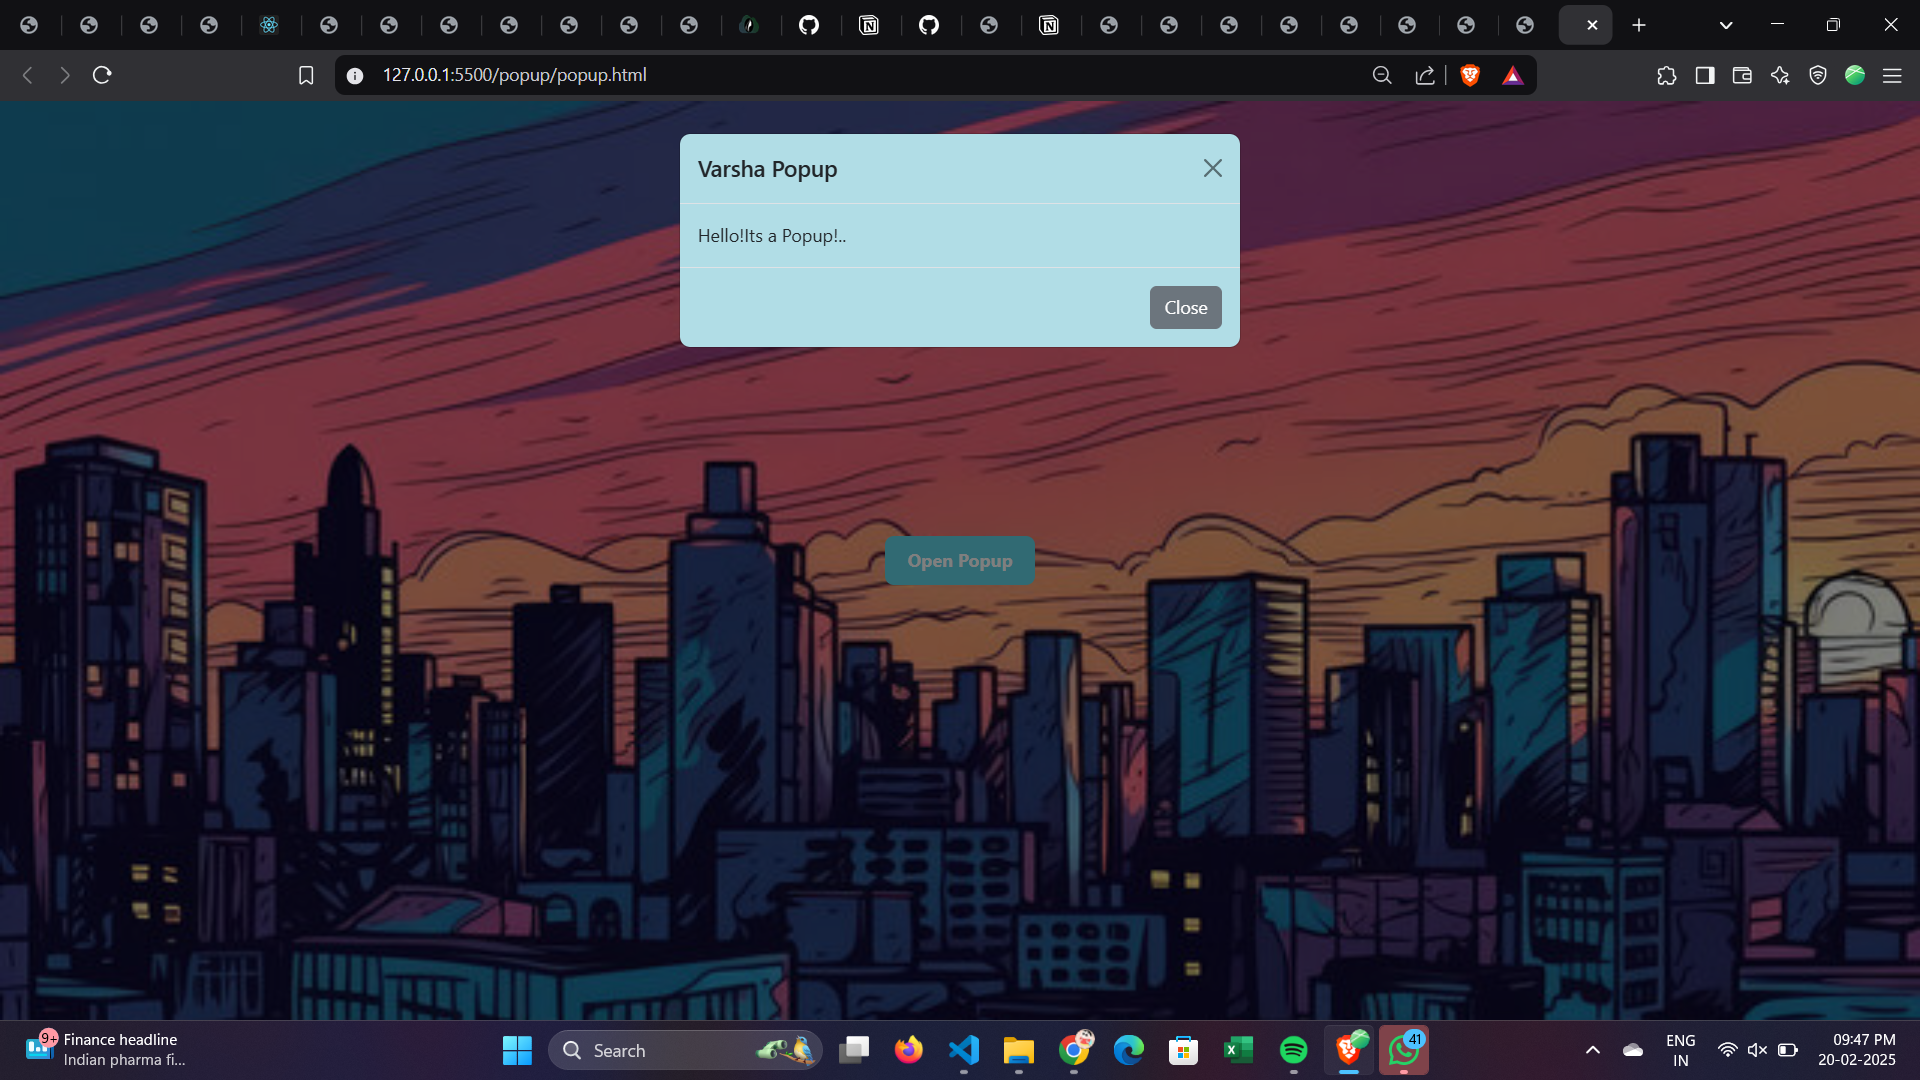 127.0.0.1:5500/popup/popup.html
Varsha Popup
Hello!Its a Popup!..
Close
Open Popup
9+
Finance headline
Indian pharma fi...
Search
41
ENG
IN
09:47 PM
20-02-2025